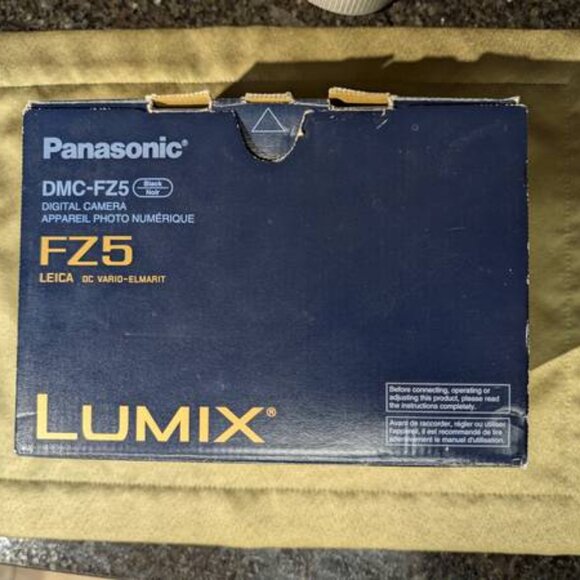 Panasonic®
DMC-FZ5 Black Noir
DIGITAL CAMERA
APPAREIL PHOTO NUMÉRIQUE
FZ5
LEICA DC VARIO-ELMARIT
LUMIX®
Before connecting, operating or
adjusting this product, please read
the instructions completely.
Avant de raccorder, régler ou utiliser
l'appareil, il est recommandé de lire
attentivement le manuel d'utilisation.